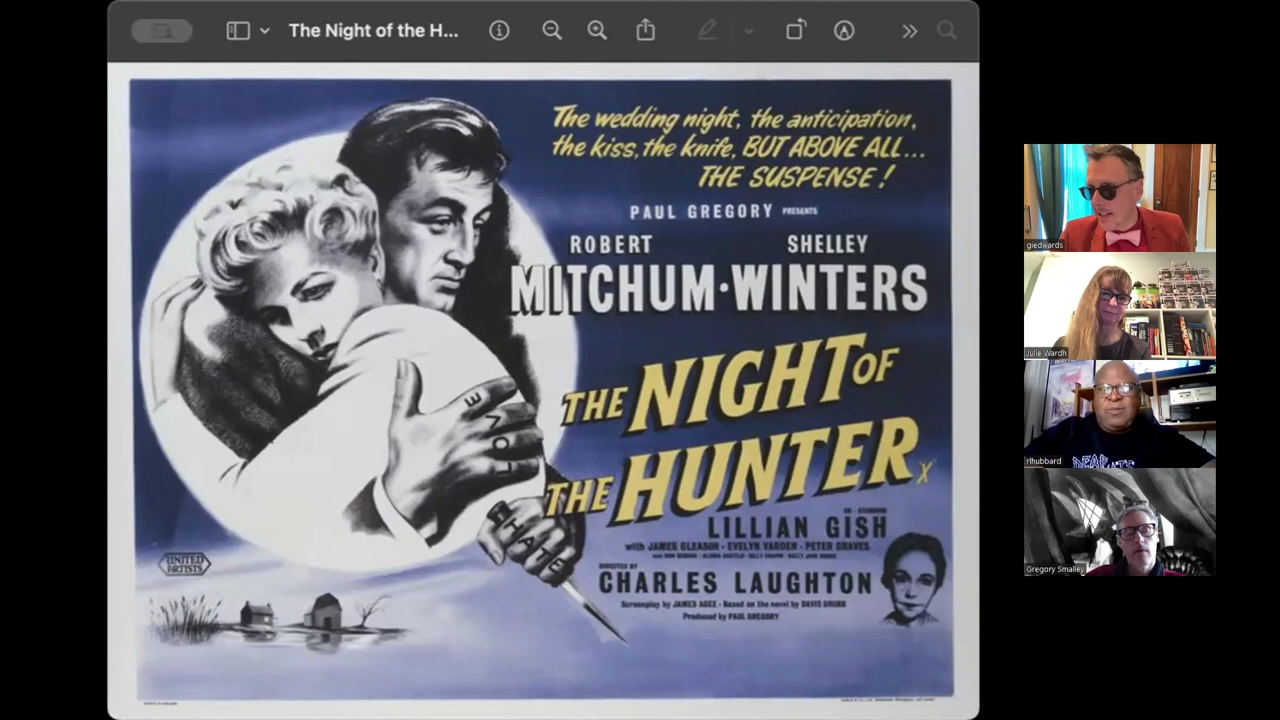 The Night of the H...
The wedding night, the anticipation,
the kiss, the knife, BUT ABOVE ALL...
THE SUSPENSE!
PAUL GREGORY PRESENTS
ROBERT SHELLEY
MITCHUM·WINTERS
THE NIGHT OF
THE HUNTER
X
LOVE
HATE
LILLIAN GISH
with JAMES GLEASON · EVELYN VARDEN · PETER GRAVES
DIRECTED BY
CHARLES LAUGHTON
Screenplay by JAMES AGEE · Based on the novel by DAVIS GRUBB
Produced by PAUL GREGORY
UNITED
ARTISTS
giedwards
Julie Wardh
rlhubbard
Gregory Smalley